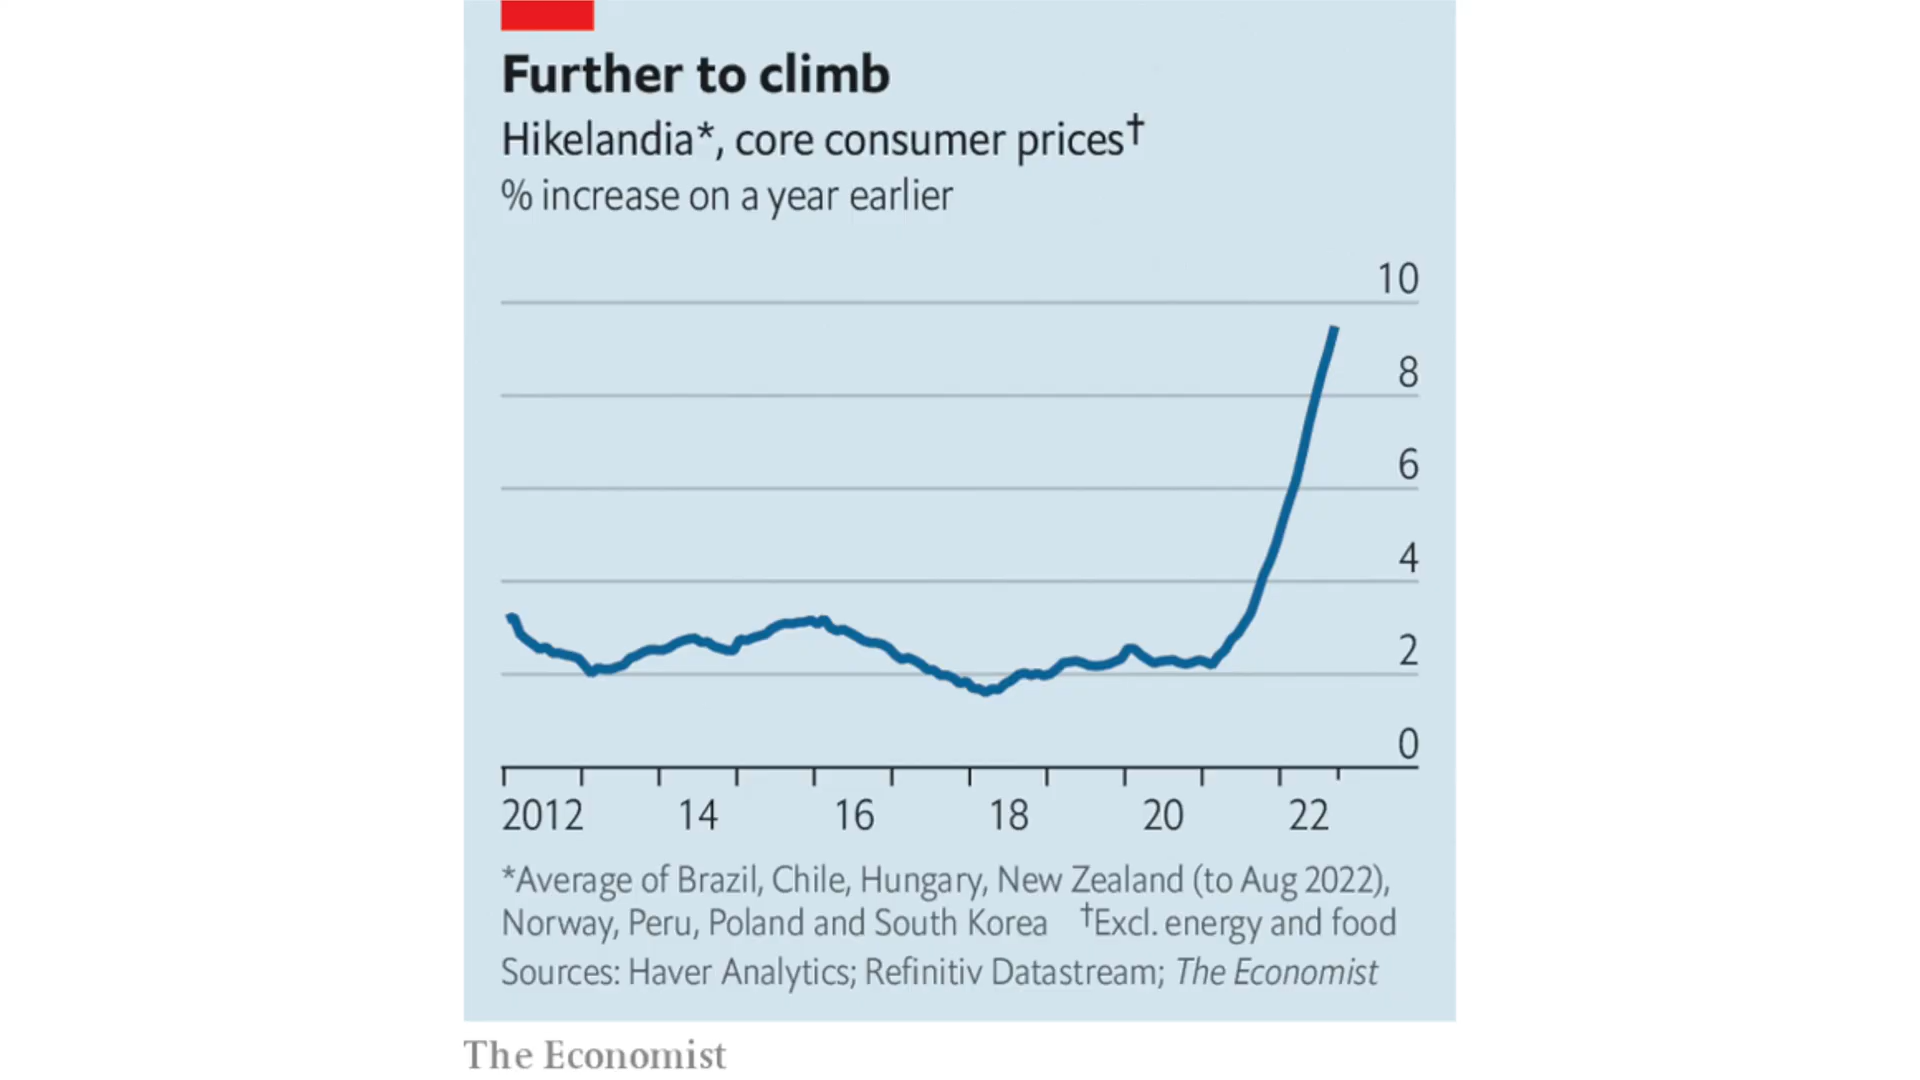 Further to climb
Hikelandia*, core consumer prices†
% increase on a year earlier
10
8
6
4
2
0
2012 14 16 18 20 22
*Average of Brazil, Chile, Hungary, New Zealand (to Aug 2022),
Norway, Peru, Poland and South Korea †Excl. energy and food
Sources: Haver Analytics; Refinitiv Datastream; The Economist
The Economist